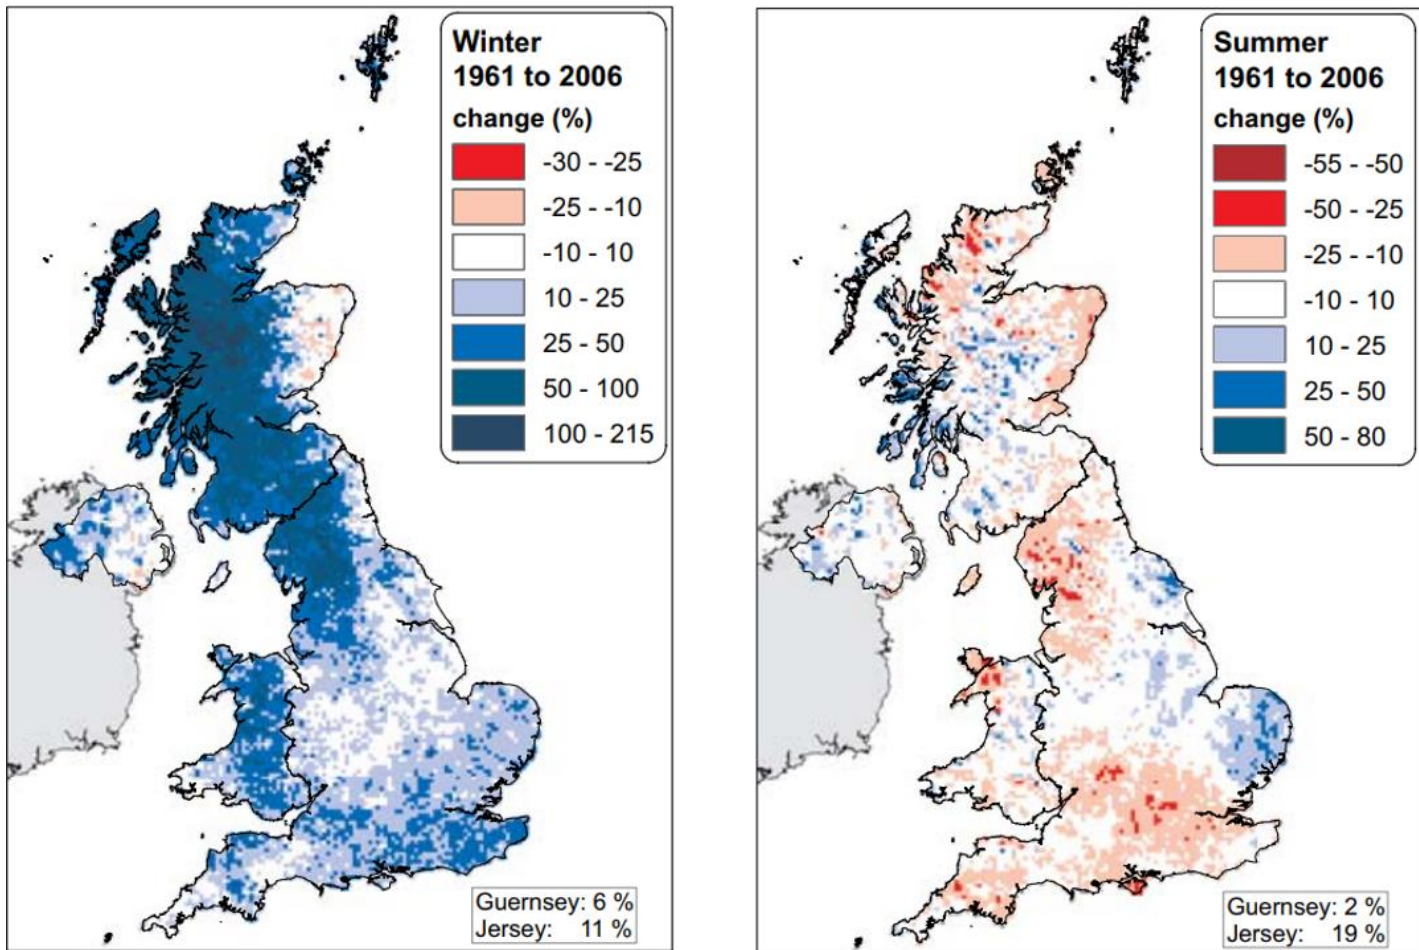 Winter
1961 to 2006
change (%)
-30 - -25
-25 - -10
-10 - 10
10 - 25
25 - 50
50 - 100
100 - 215
Guernsey: 6 %
Jersey: 11 %
Summer
1961 to 2006
change (%)
-55 - -50
-50 - -25
-25 - -10
-10 - 10
10 - 25
25 - 50
50 - 80
Guernsey: 2 %
Jersey: 19 %